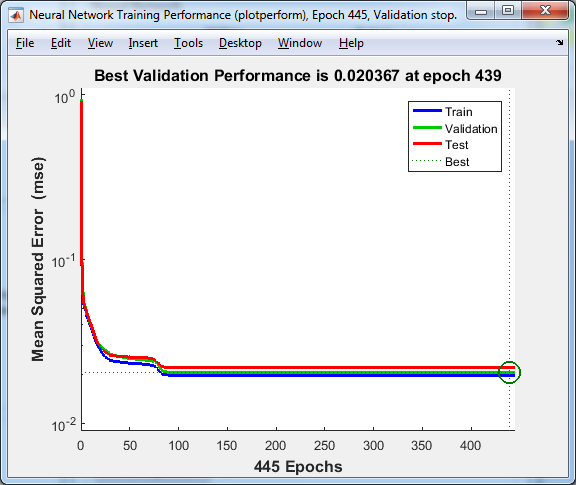 Neural Network Training Performance (plotperform), Epoch 445, Validation stop.
File Edit View Insert Tools Desktop Window Help
Best Validation Performance is 0.020367 at epoch 439
Mean Squared Error (mse)
10^0
10^-1
10^-2
Train
Validation
Test
Best
0 50 100 150 200 250 300 350 400
445 Epochs